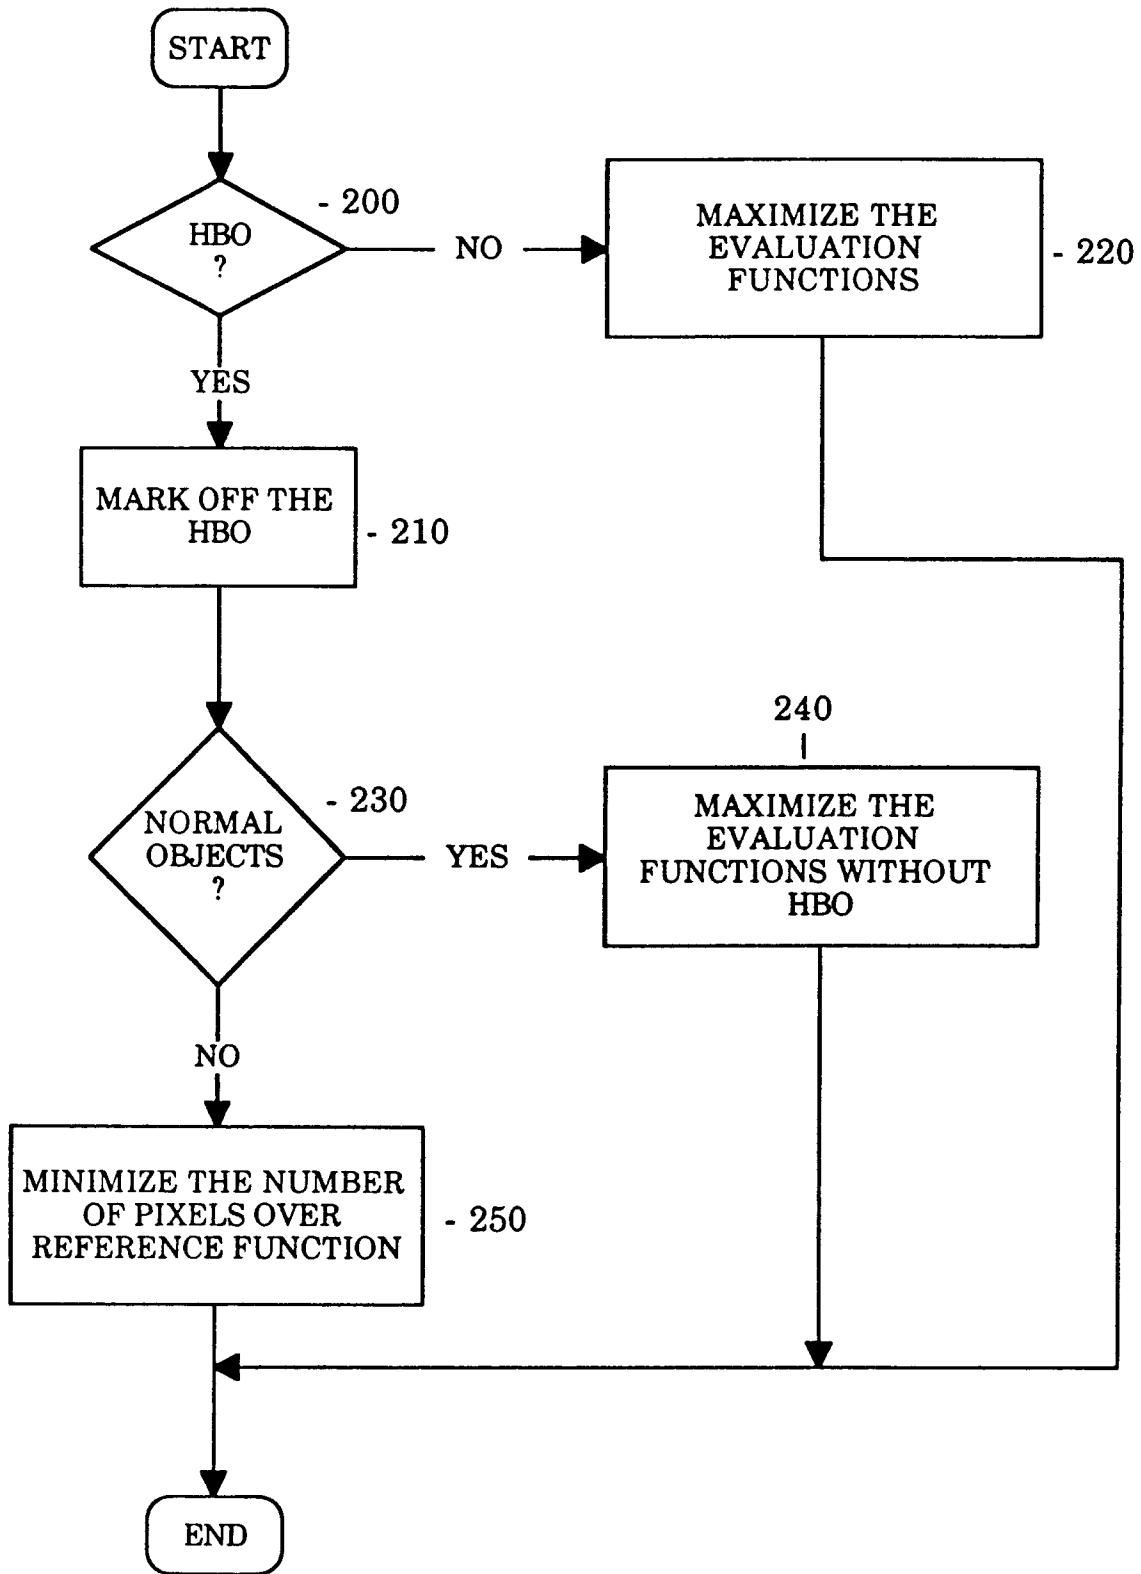 START
HBO
?
- 200
NO
MAXIMIZE THE
EVALUATION
FUNCTIONS
- 220
YES
MARK OFF THE
HBO
- 210
NORMAL
OBJECTS
?
- 230
YES
240
MAXIMIZE THE
EVALUATION
FUNCTIONS WITHOUT
HBO
NO
MINIMIZE THE NUMBER
OF PIXELS OVER
REFERENCE FUNCTION
- 250
END